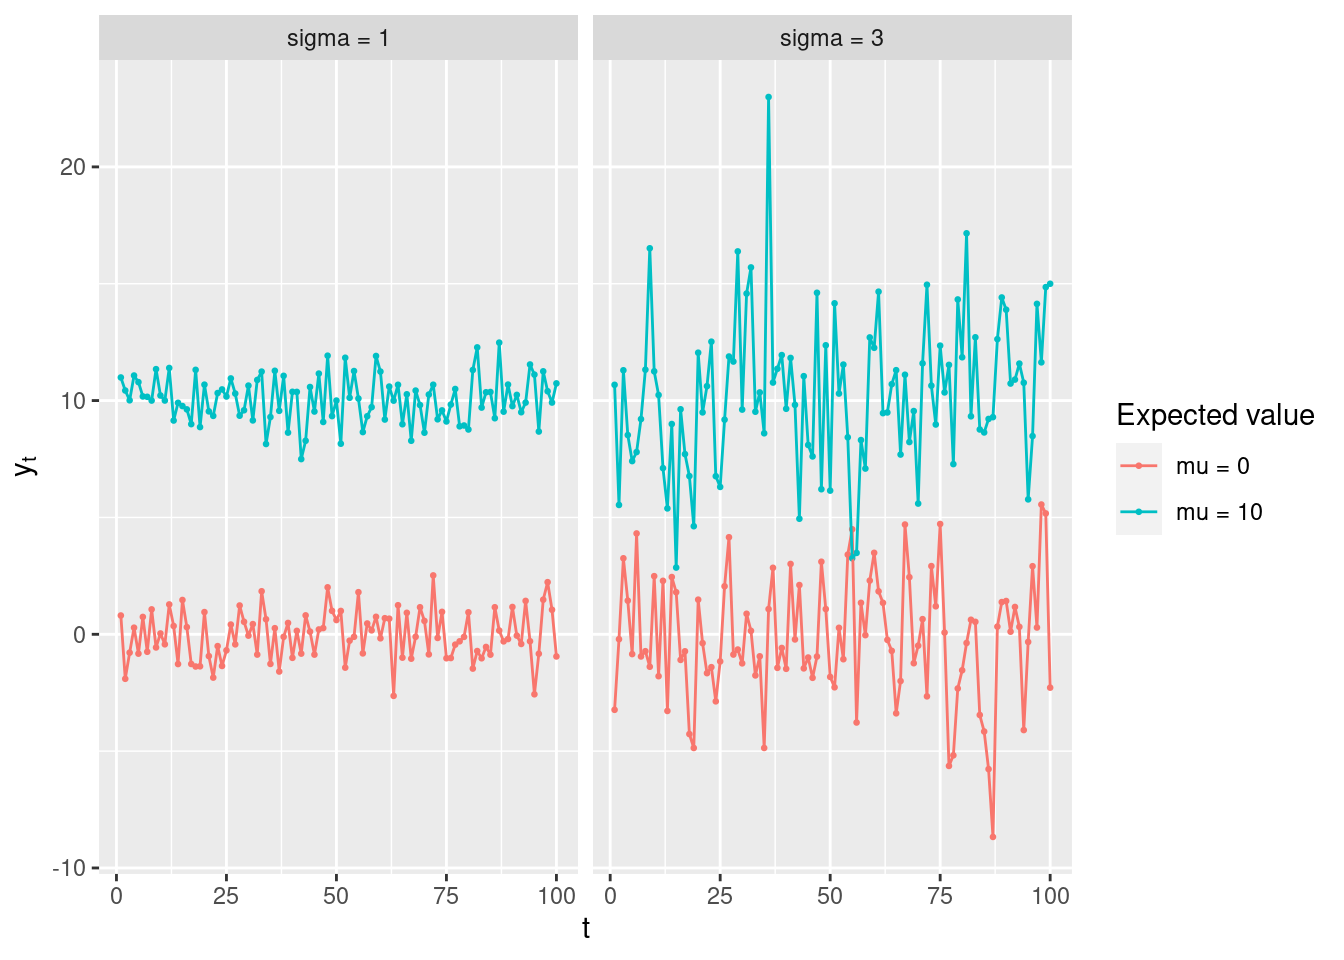 sigma = 1
sigma = 3
20
10
0
-10
yt
0 25 50 75 100
0 25 50 75 100
t
Expected value
mu = 0
mu = 10